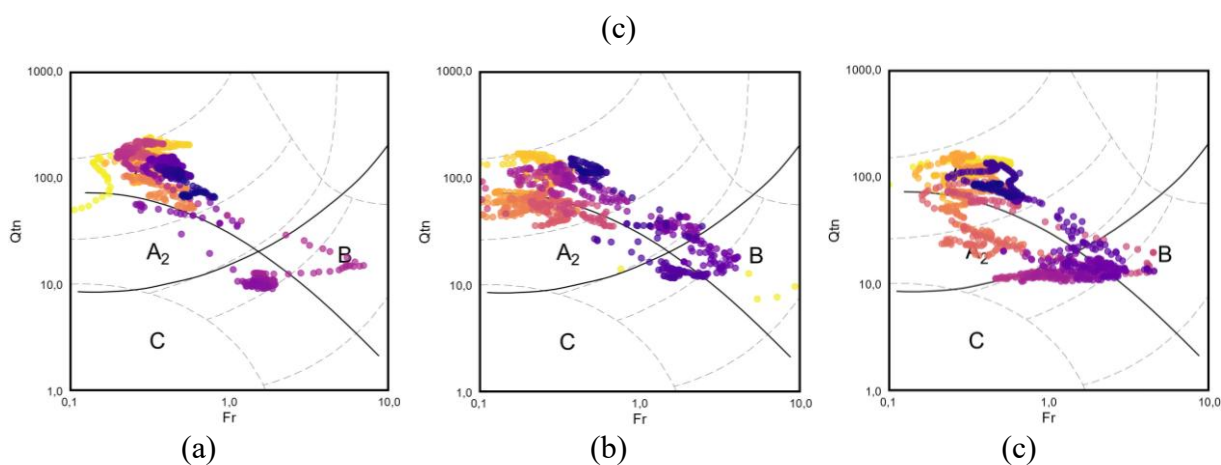 (c)
1000,0 1000,0 1000,0
100,0 100,0 100,0
Qtn Qtn Qtn
A2 B A2 B A2 B
10,0 10,0 10,0
C C C
1,0 1,0 1,0
0,1 1,0 10,0 0,1 1,0 10,0 0,1 1,0 10,0
Fr Fr Fr
(a) (b) (c)